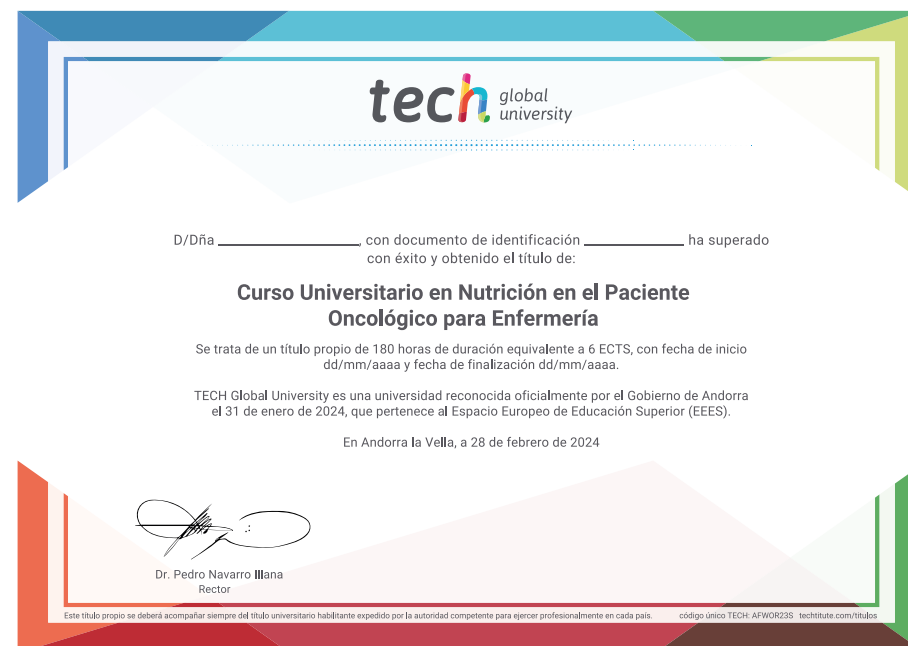 tech global university
D/Dña ____________________, con documento de identificación ______________ ha superado
con éxito y obtenido el título de:
Curso Universitario en Nutrición en el Paciente
Oncológico para Enfermería
Se trata de un título propio de 180 horas de duración equivalente a 6 ECTS, con fecha de inicio
dd/mm/aaaa y fecha de finalización dd/mm/aaaa.
TECH Global University es una universidad reconocida oficialmente por el Gobierno de Andorra
el 31 de enero de 2024, que pertenece al Espacio Europeo de Educación Superior (EEES).
En Andorra la Vella, a 28 de febrero de 2024
Dr. Pedro Navarro Illana
Rector
Este título propio se deberá acompañar siempre del título universitario habilitante expedido por la autoridad competente para ejercer profesionalmente en cada país. código único TECH: AFWOR23S techtitute.com/titulos